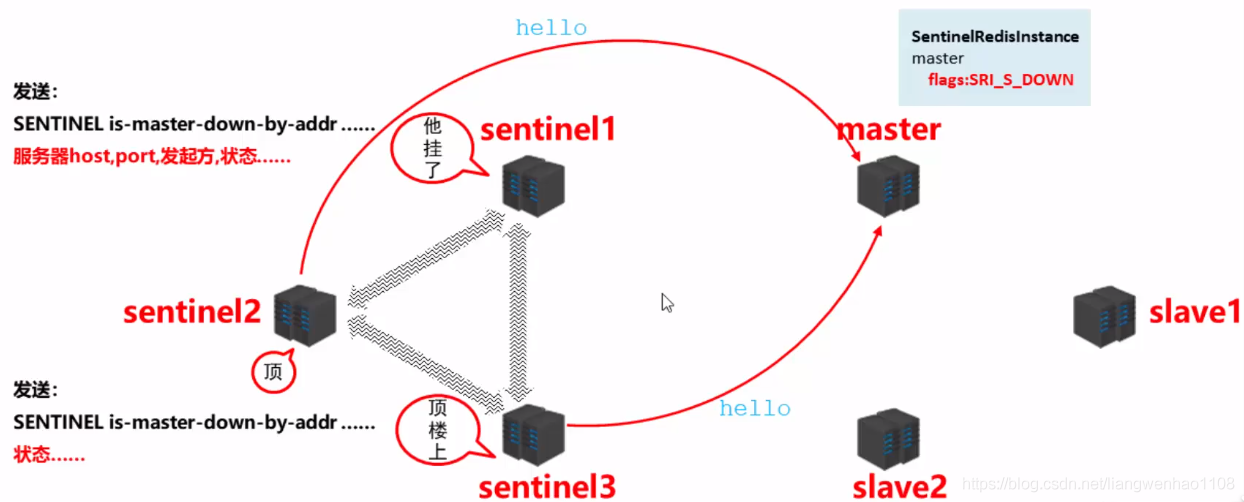 hello
SentinelRedisInstance
master
flags:SRI_S_DOWN
发送：
SENTINEL is-master-down-by-addr ……
服务器host,port,发起方,状态……
他
挂
了
sentinel1
master
sentinel2
顶
slave1
发送：
SENTINEL is-master-down-by-addr ……
状态……
顶
楼
上
hello
sentinel3
slave2
https://blog.csdn.net/liangwenhao1108